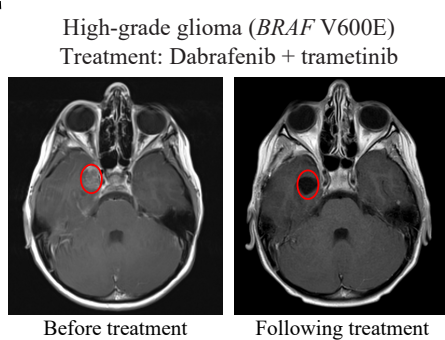 High-grade glioma (BRAF V600E)
Treatment: Dabrafenib + trametinib
Before treatment
Following treatment